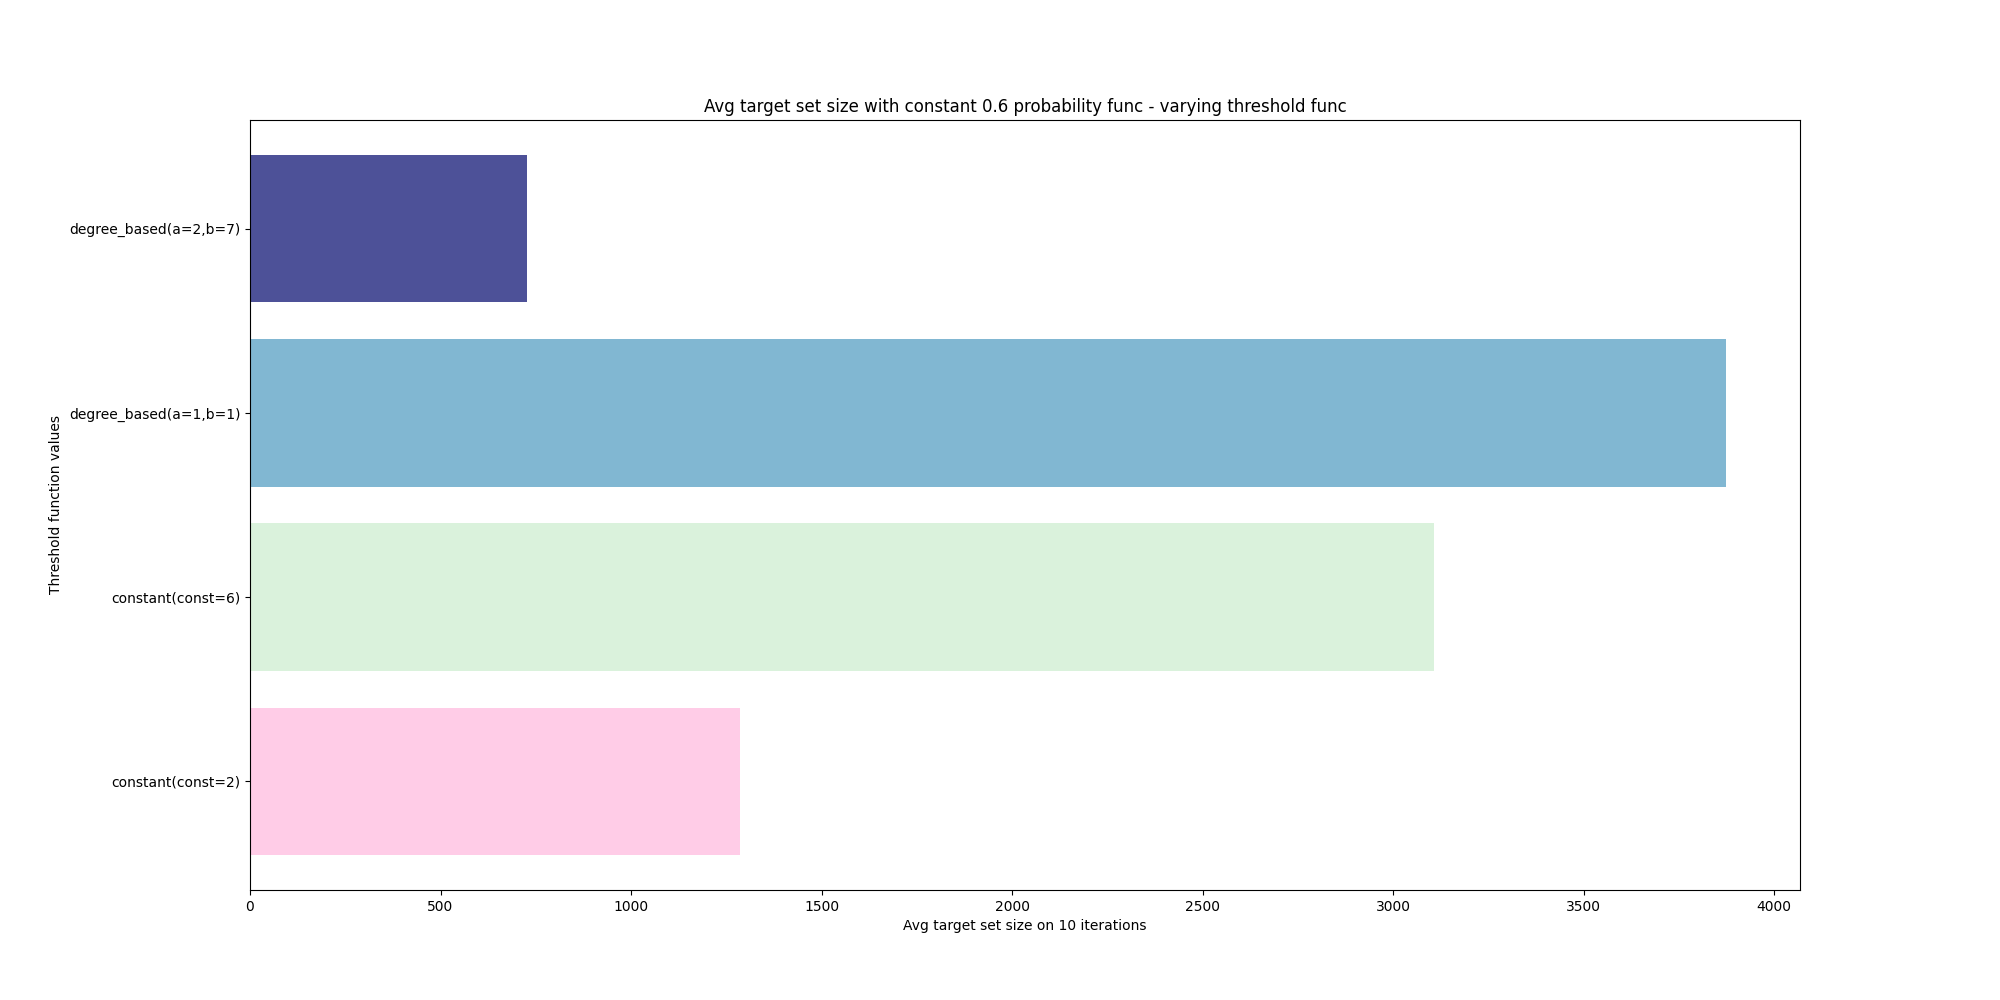 Avg target set size with constant 0.6 probability func - varying threshold func
Threshold function values
degree_based(a=2,b=7)
degree_based(a=1,b=1)
constant(const=6)
constant(const=2)
0 500 1000 1500 2000 2500 3000 3500 4000
Avg target set size on 10 iterations